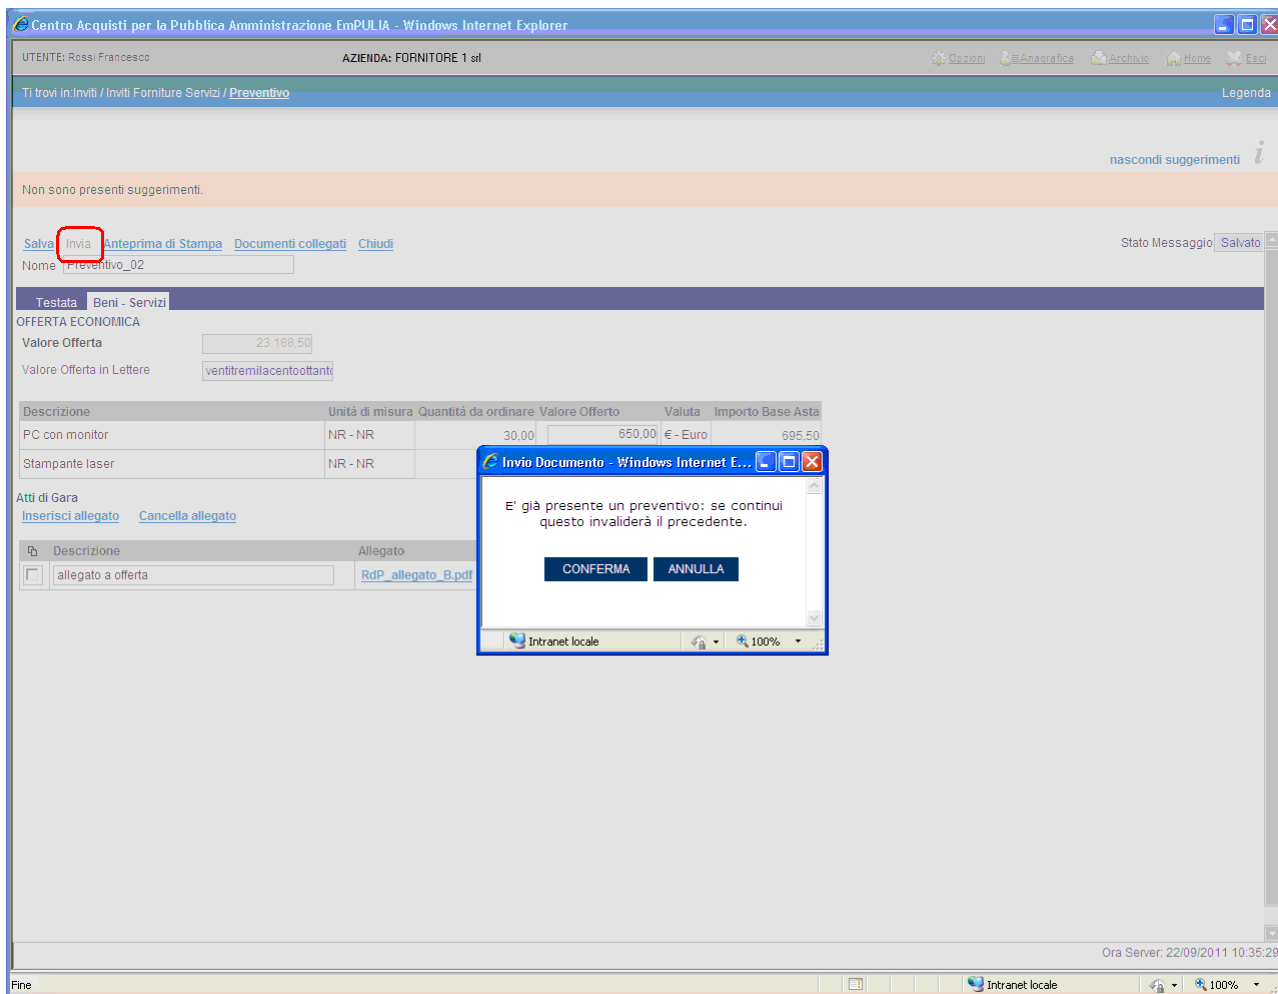 Centro Acquisti per la Pubblica Amministrazione EmPULIA - Windows Internet Explorer
UTENTE: Rossi Francesco AZIENDA: FORNITORE 1 srl Opzioni Anagrafica Archivio Home Esci
Ti trovi in:Inviti / Inviti Forniture Servizi / Preventivo Legenda
nascondi suggerimenti i
Non sono presenti suggerimenti.
Salva Invia Anteprima di Stampa Documenti collegati Chiudi Stato Messaggio Salvato
Nome Preventivo_02
Testata Beni - Servizi
OFFERTA ECONOMICA
Valore Offerta 23.188,50
Valore Offerta in Lettere ventitremilacentoottant
Descrizione Unità di misura Quantità da ordinare Valore Offerto Valuta Importo Base Asta
PC con monitor NR - NR 30,00 650,00 € - Euro 695,50
Stampante laser NR - NR
Atti di Gara
Inserisci allegato Cancella allegato
Descrizione Allegato
allegato a offerta RdP_allegato_B.pdf
Invio Documento - Windows Internet E...
E' già presente un preventivo: se continui
questo invaliderà il precedente.
CONFERMA ANNULLA
Intranet locale 100%
Ora Server: 22/09/2011 10:35:29
Fine Intranet locale 100%